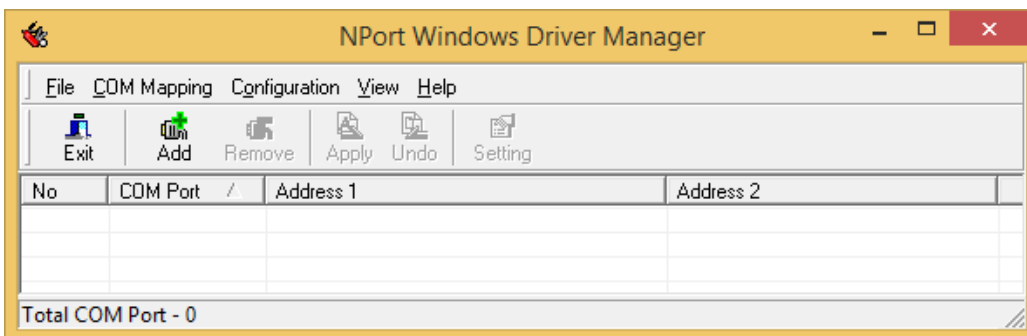 NPort Windows Driver Manager
File COM Mapping Configuration View Help
Exit Add Remove Apply Undo Setting
No COM Port Address 1 Address 2
Total COM Port - 0